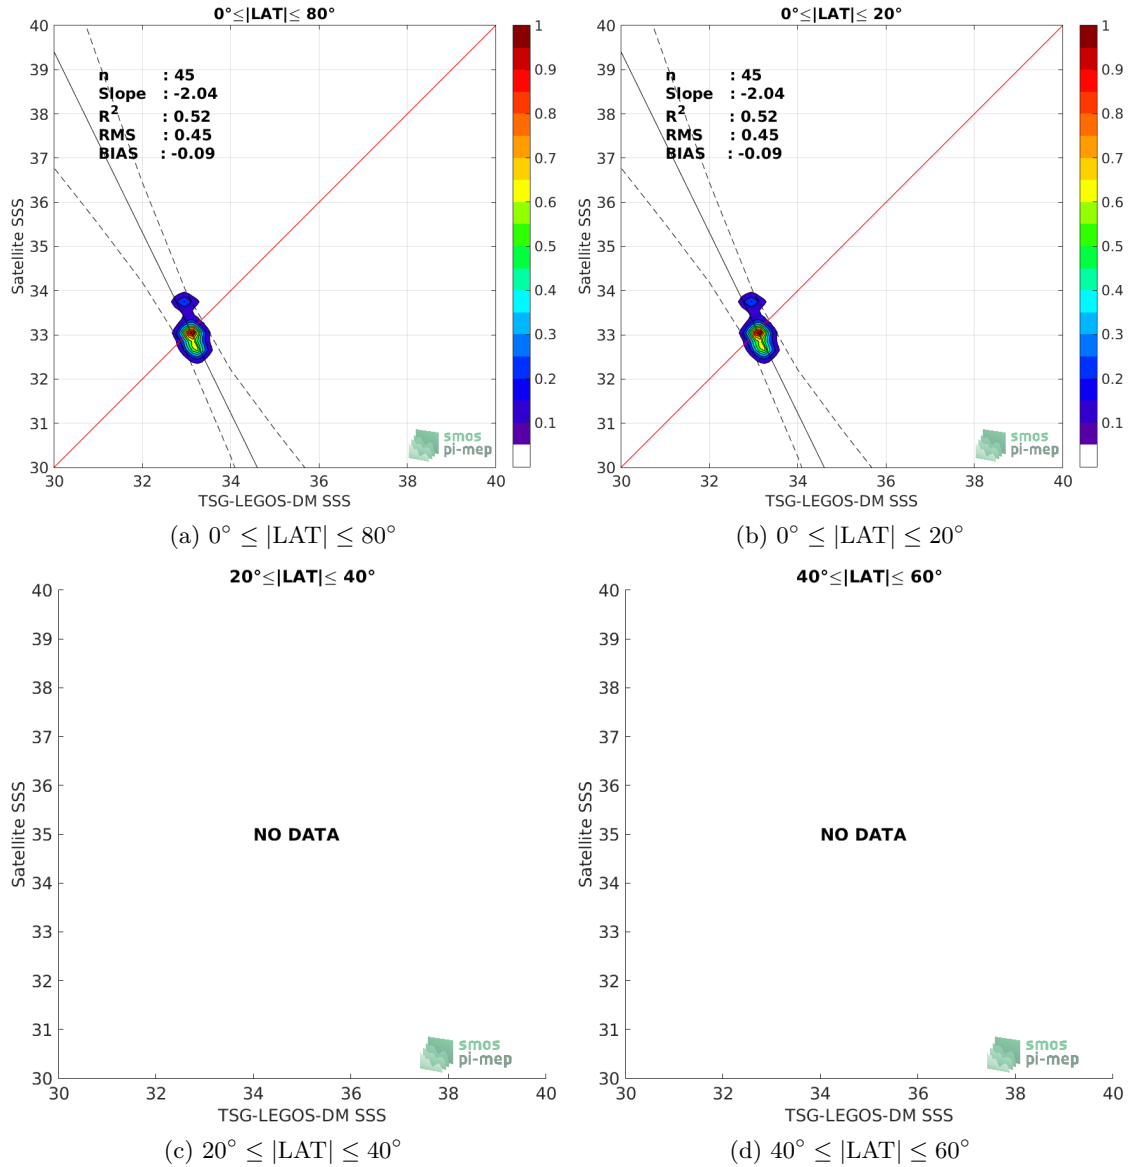 0°≤|LAT|≤ 80°
40
39
38
37
36
35
34
33
32
31
30
Satellite SSS
n : 45
Slope : -2.04
R² : 0.52
RMS : 0.45
BIAS : -0.09
smos
pi-mep
30 32 34 36 38 40
TSG-LEGOS-DM SSS
1
0.9
0.8
0.7
0.6
0.5
0.4
0.3
0.2
0.1
(a) 0° ≤ |LAT| ≤ 80°
0°≤|LAT|≤ 20°
40
39
38
37
36
35
34
33
32
31
30
Satellite SSS
n : 45
Slope : -2.04
R² : 0.52
RMS : 0.45
BIAS : -0.09
smos
pi-mep
30 32 34 36 38 40
TSG-LEGOS-DM SSS
1
0.9
0.8
0.7
0.6
0.5
0.4
0.3
0.2
0.1
(b) 0° ≤ |LAT| ≤ 20°
20°≤|LAT|≤ 40°
40
39
38
37
36
35
34
33
32
31
30
Satellite SSS
NO DATA
smos
pi-mep
30 32 34 36 38 40
TSG-LEGOS-DM SSS
(c) 20° ≤ |LAT| ≤ 40°
40°≤|LAT|≤ 60°
40
39
38
37
36
35
34
33
32
31
30
Satellite SSS
NO DATA
smos
pi-mep
30 32 34 36 38 40
TSG-LEGOS-DM SSS
(d) 40° ≤ |LAT| ≤ 60°